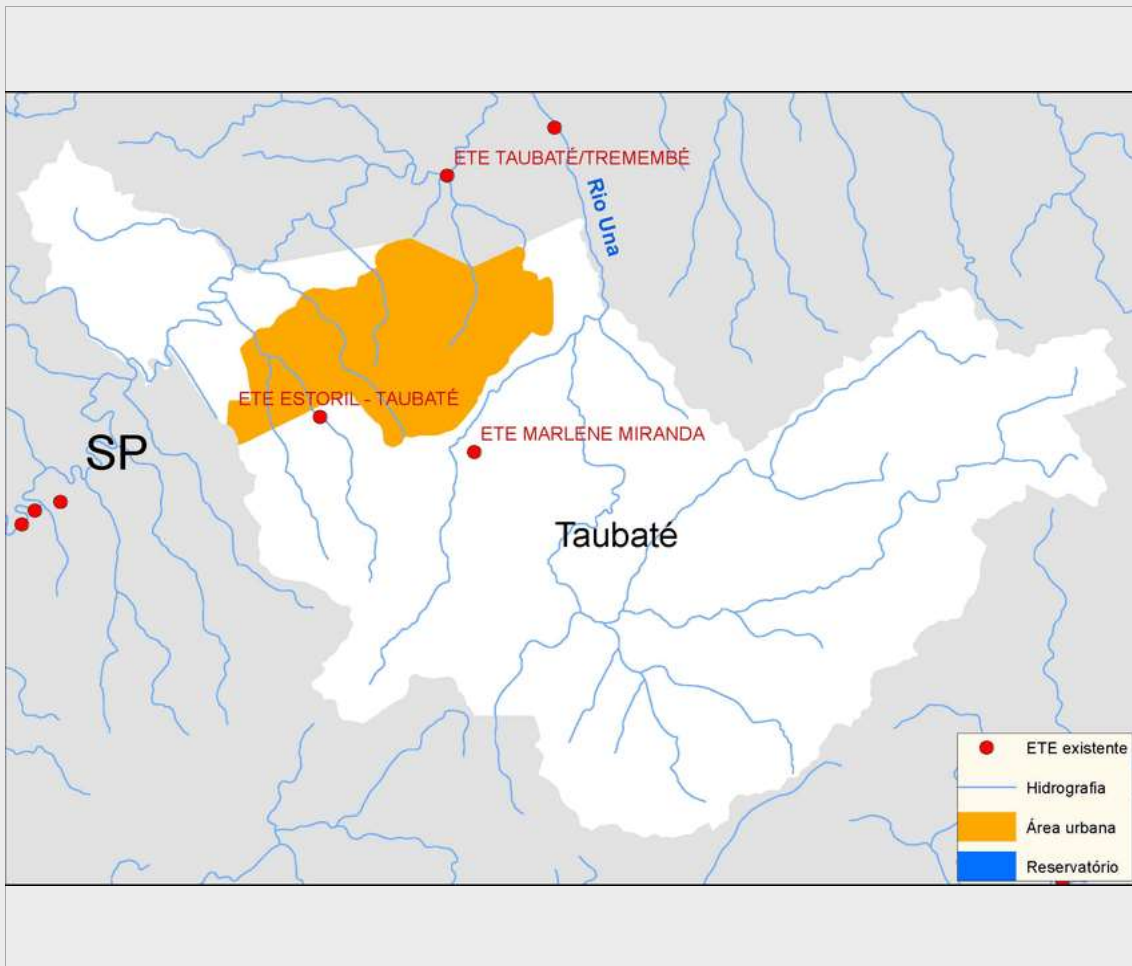 ETE TAUBATÉ/TREMEMBÉ
Rio Una
ETE ESTORIL - TAUBATÉ
ETE MARLENE MIRANDA
SP
Taubaté
ETE existente
Hidrografia
Área urbana
Reservatório